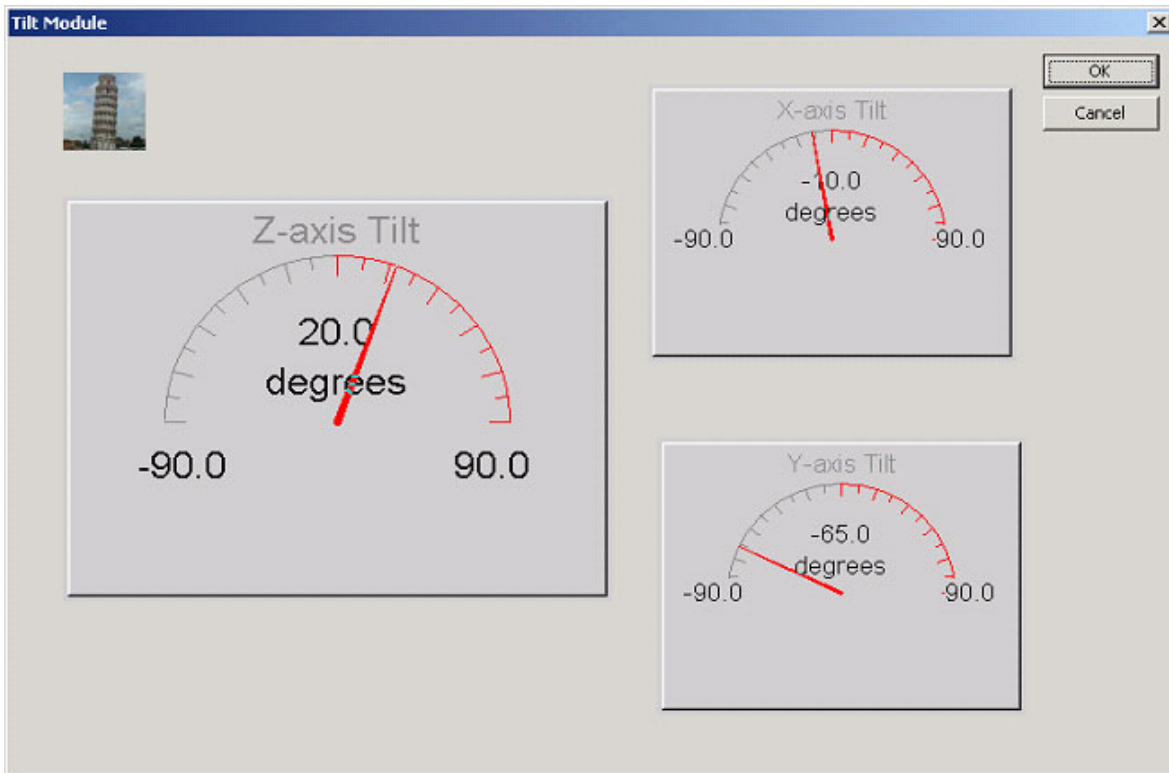 Tilt Module
OK
Cancel
X-axis Tilt
-10.0
degrees
-90.0 90.0
Z-axis Tilt
20.0
degrees
-90.0 90.0
Y-axis Tilt
-65.0
degrees
-90.0 90.0